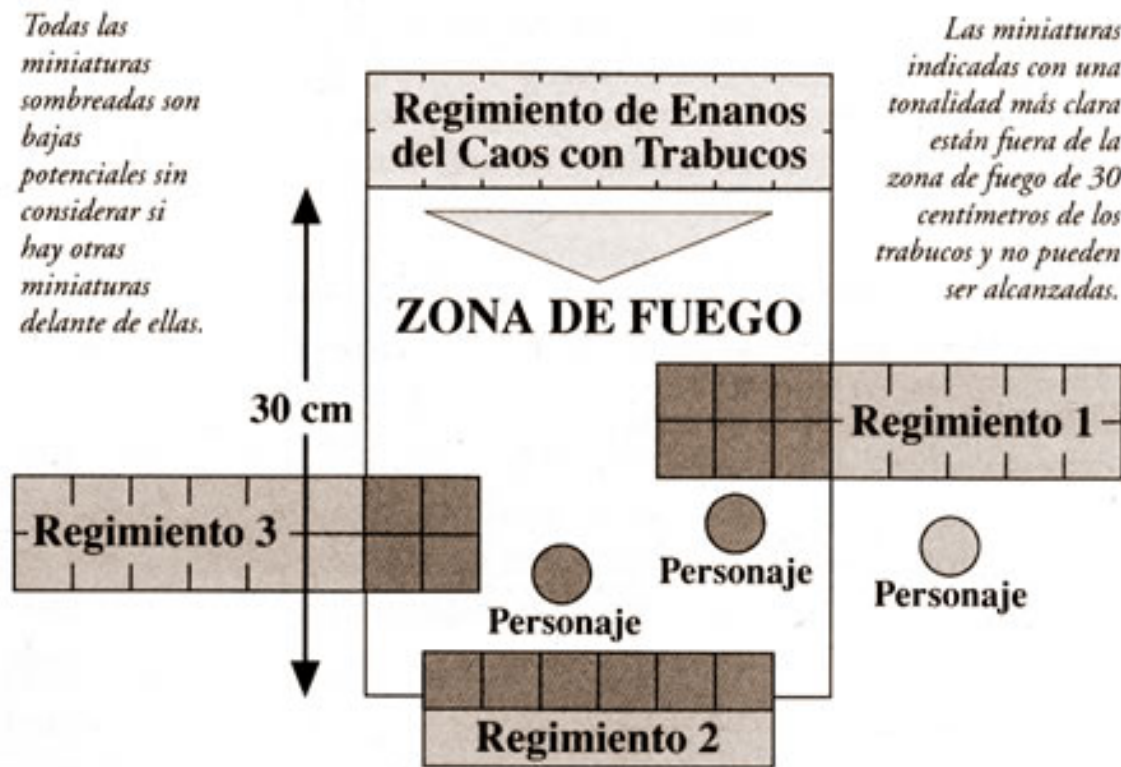 Todas las
miniaturas
sombreadas son
bajas
potenciales sin
considerar si
hay otras
miniaturas
delante de ellas.
Regimiento de Enanos
del Caos con Trabucos
Las miniaturas
indicadas con una
tonalidad más clara
están fuera de la
zona de fuego de 30
centímetros de los
trabucos y no pueden
ser alcanzadas.
ZONA DE FUEGO
30 cm
Regimiento 1
Regimiento 3
Personaje
Personaje
Personaje
Regimiento 2